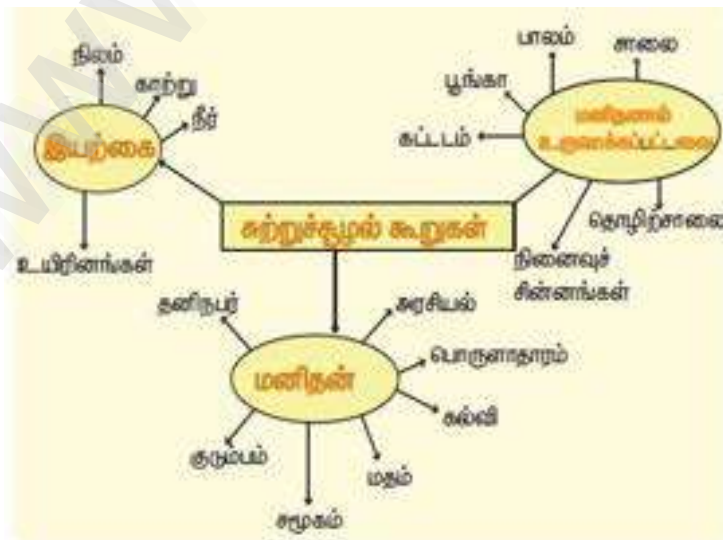 நிலம்
காற்று
நீர்
இயற்கை
உயிரினங்கள்
பாலம்
சாலை
பூங்கா
கட்டடம்
மனிதனால்
உருவாக்கப்பட்டவை
தொழிற்சாலை
நினைவுச்
சின்னங்கள்
சுற்றுச்சூழல் கூறுகள்
தனிநபர்
அரசியல்
பொருளாதாரம்
மனிதன்
கல்வி
குடும்பம்
மதம்
சமூகம்